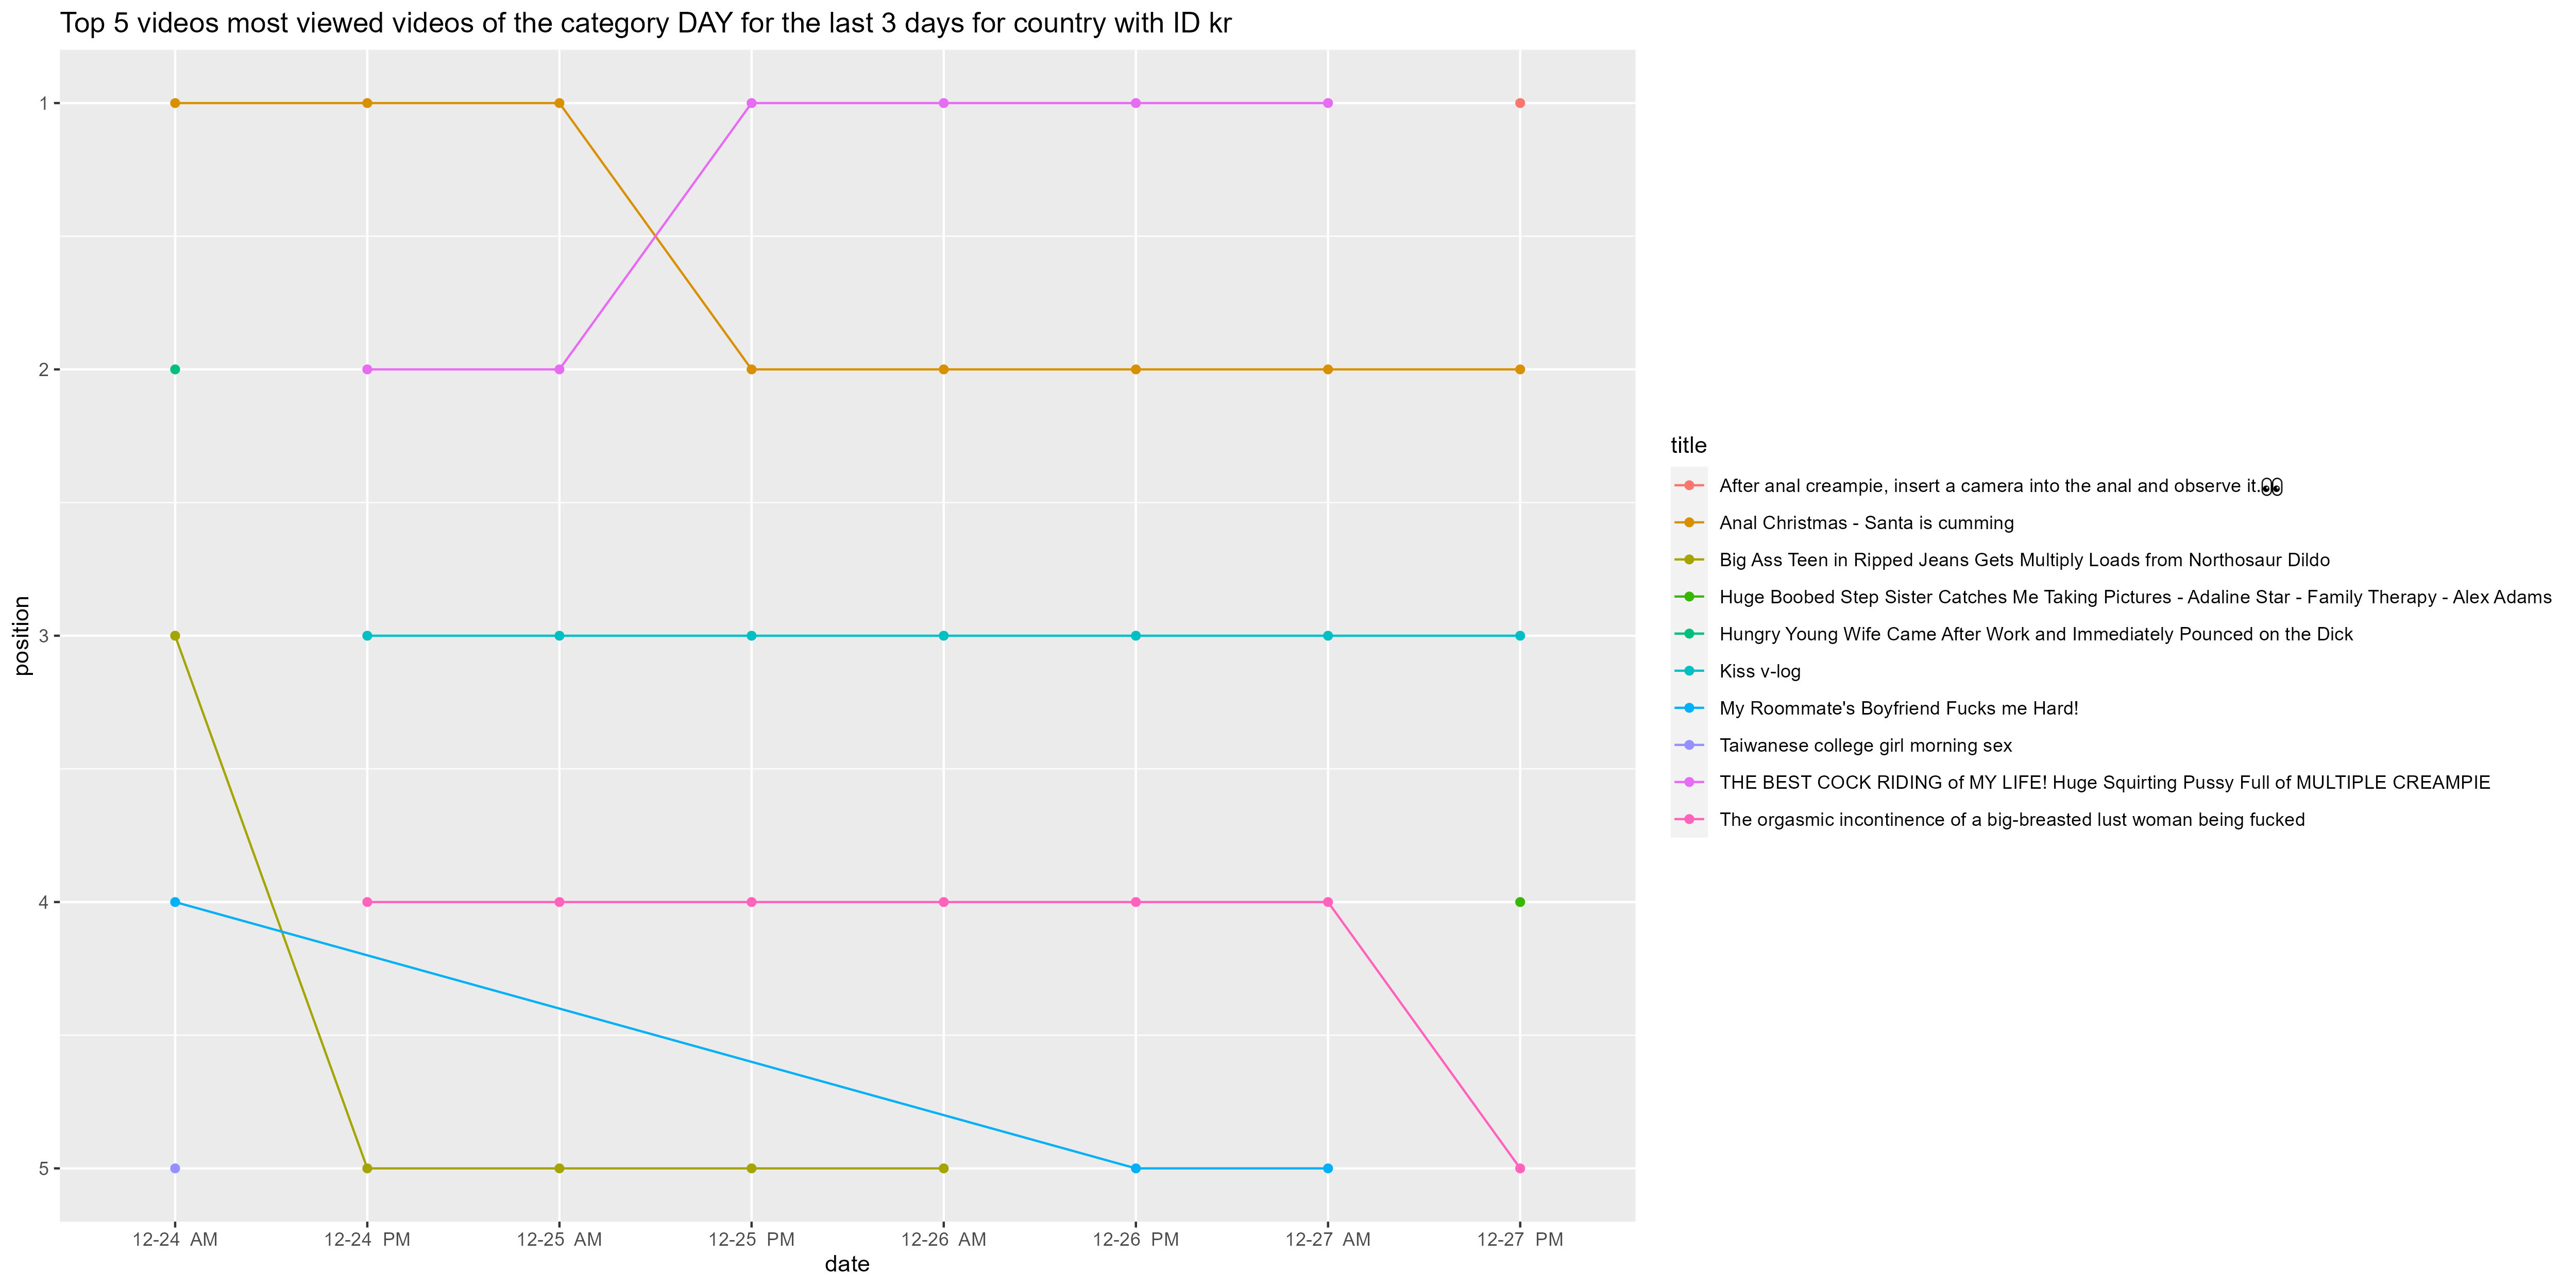 Top 5 videos most viewed videos of the category DAY for the last 3 days for country with ID kr
position
1
2
3
4
5
12-24 AM
12-24 PM
12-25 AM
12-25 PM
12-26 AM
12-26 PM
12-27 AM
12-27 PM
date
title
After anal creampie, insert a camera into the anal and observe it.👀
Anal Christmas - Santa is cumming
Big Ass Teen in Ripped Jeans Gets Multiply Loads from Northosaur Dildo
Huge Boobed Step Sister Catches Me Taking Pictures - Adaline Star - Family Therapy - Alex Adams
Hungry Young Wife Came After Work and Immediately Pounced on the Dick
Kiss v-log
My Roommate's Boyfriend Fucks me Hard!
Taiwanese college girl morning sex
THE BEST COCK RIDING of MY LIFE! Huge Squirting Pussy Full of MULTIPLE CREAMPIE
The orgasmic incontinence of a big-breasted lust woman being fucked